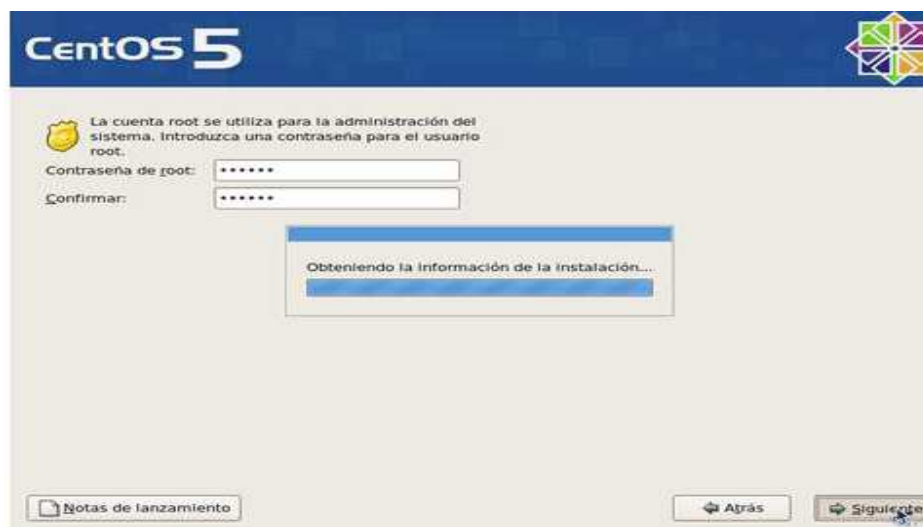 CentOS 5
La cuenta root se utiliza para la administración del
sistema. Introduzca una contraseña para el usuario
root.
Contraseña de root: ••••••
Confirmar: ••••••
Obteniendo la información de la instalación...
Notas de lanzamiento
Atrás
Siguiente